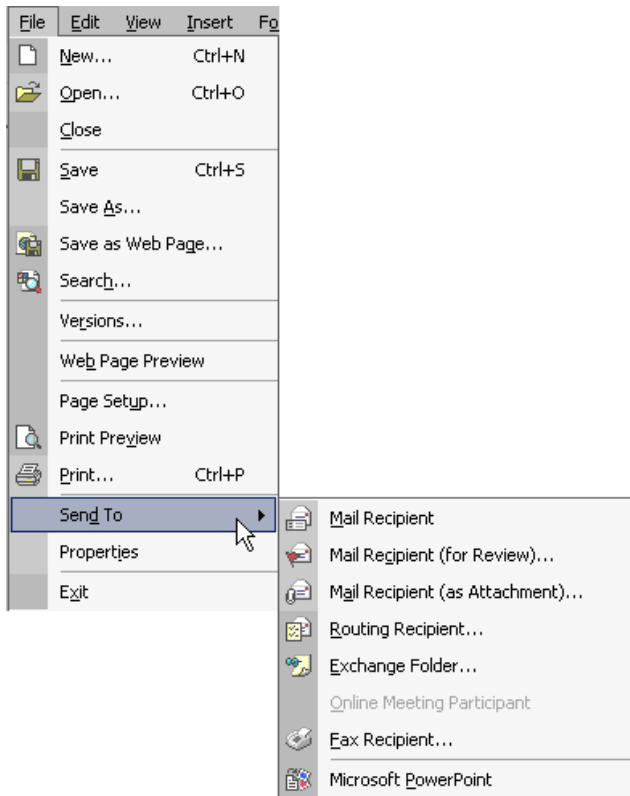 File Edit View Insert Fo
New... Ctrl+N
Open... Ctrl+O
Close
Save Ctrl+S
Save As...
Save as Web Page...
Search...
Versions...
Web Page Preview
Page Setup...
Print Preview
Print... Ctrl+P
Send To
Properties
Exit
Mail Recipient
Mail Recipient (for Review)...
Mail Recipient (as Attachment)...
Routing Recipient...
Exchange Folder...
Online Meeting Participant
Fax Recipient...
Microsoft PowerPoint